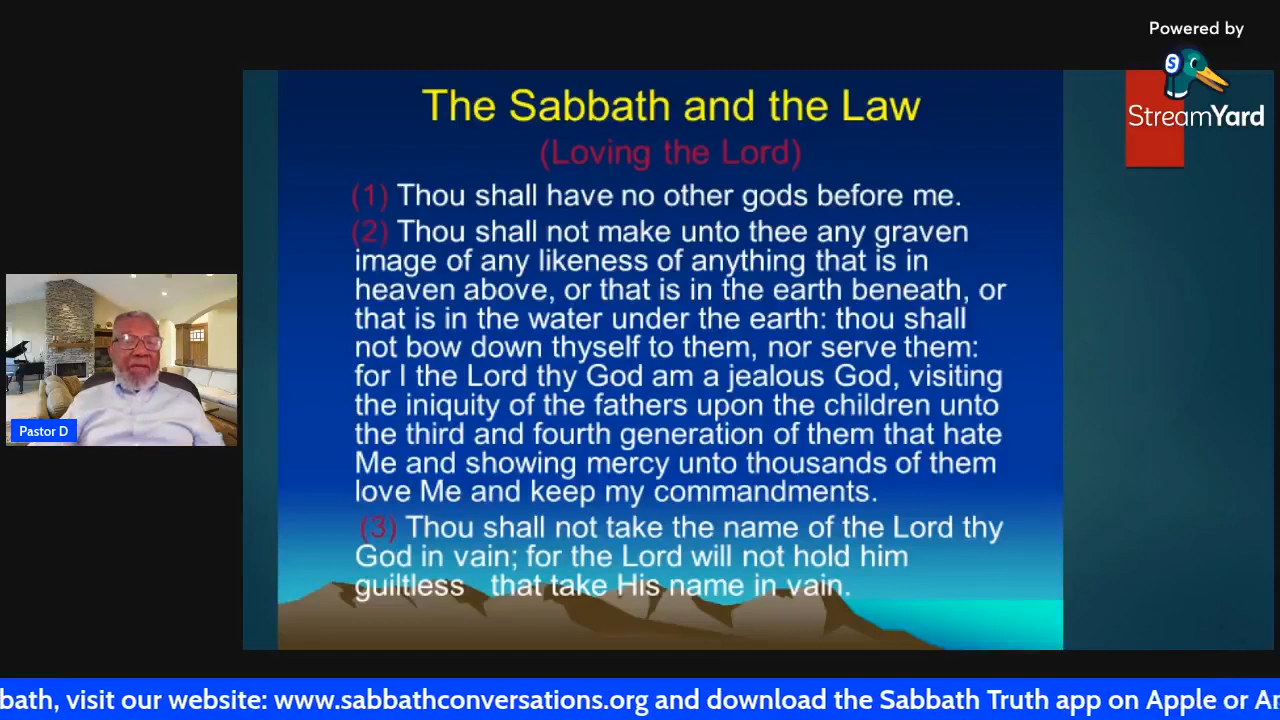 Powered by
StreamYard
The Sabbath and the Law
(Loving the Lord)
(1) Thou shall have no other gods before me.
(2) Thou shall not make unto thee any graven
image of any likeness of anything that is in
heaven above, or that is in the earth beneath, or
that is in the water under the earth: thou shall
not bow down thyself to them, nor serve them:
for I the Lord thy God am a jealous God, visiting
the iniquity of the fathers upon the children unto
the third and fourth generation of them that hate
Me and showing mercy unto thousands of them
love Me and keep my commandments.
(3) Thou shall not take the name of the Lord thy
God in vain; for the Lord will not hold him
guiltless that take His name in vain.
Pastor D
bbath, visit our website: www.sabbathconversations.org and download the Sabbath Truth app on Apple or An